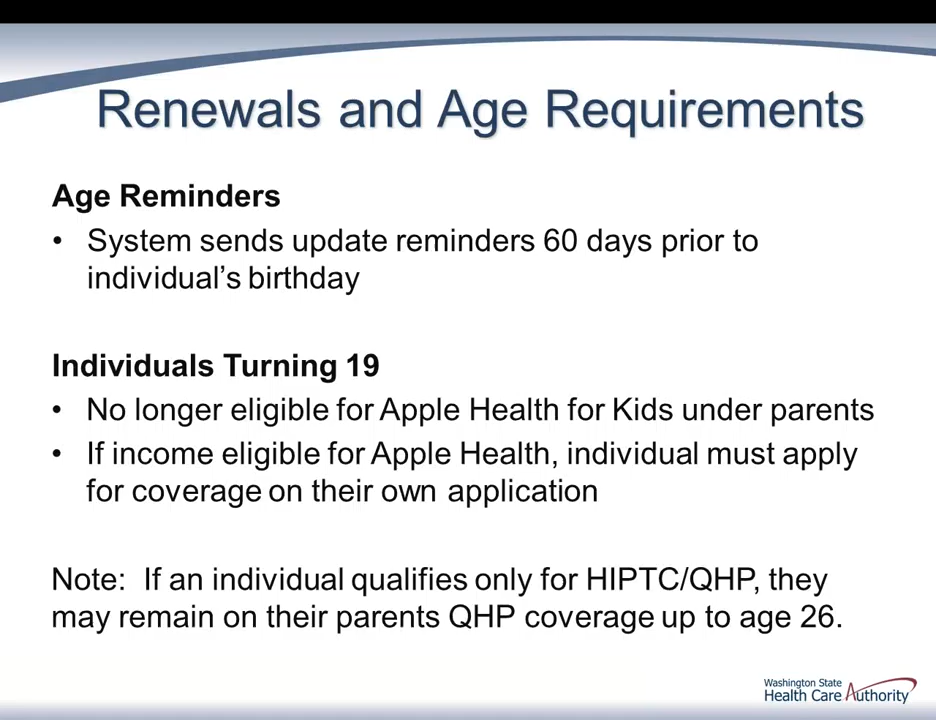 Renewals and Age Requirements
Age Reminders
• System sends update reminders 60 days prior to
individual’s birthday
Individuals Turning 19
• No longer eligible for Apple Health for Kids under parents
• If income eligible for Apple Health, individual must apply
for coverage on their own application
Note:  If an individual qualifies only for HIPTC/QHP, they
may remain on their parents QHP coverage up to age 26.
Washington State
Health Care Authority